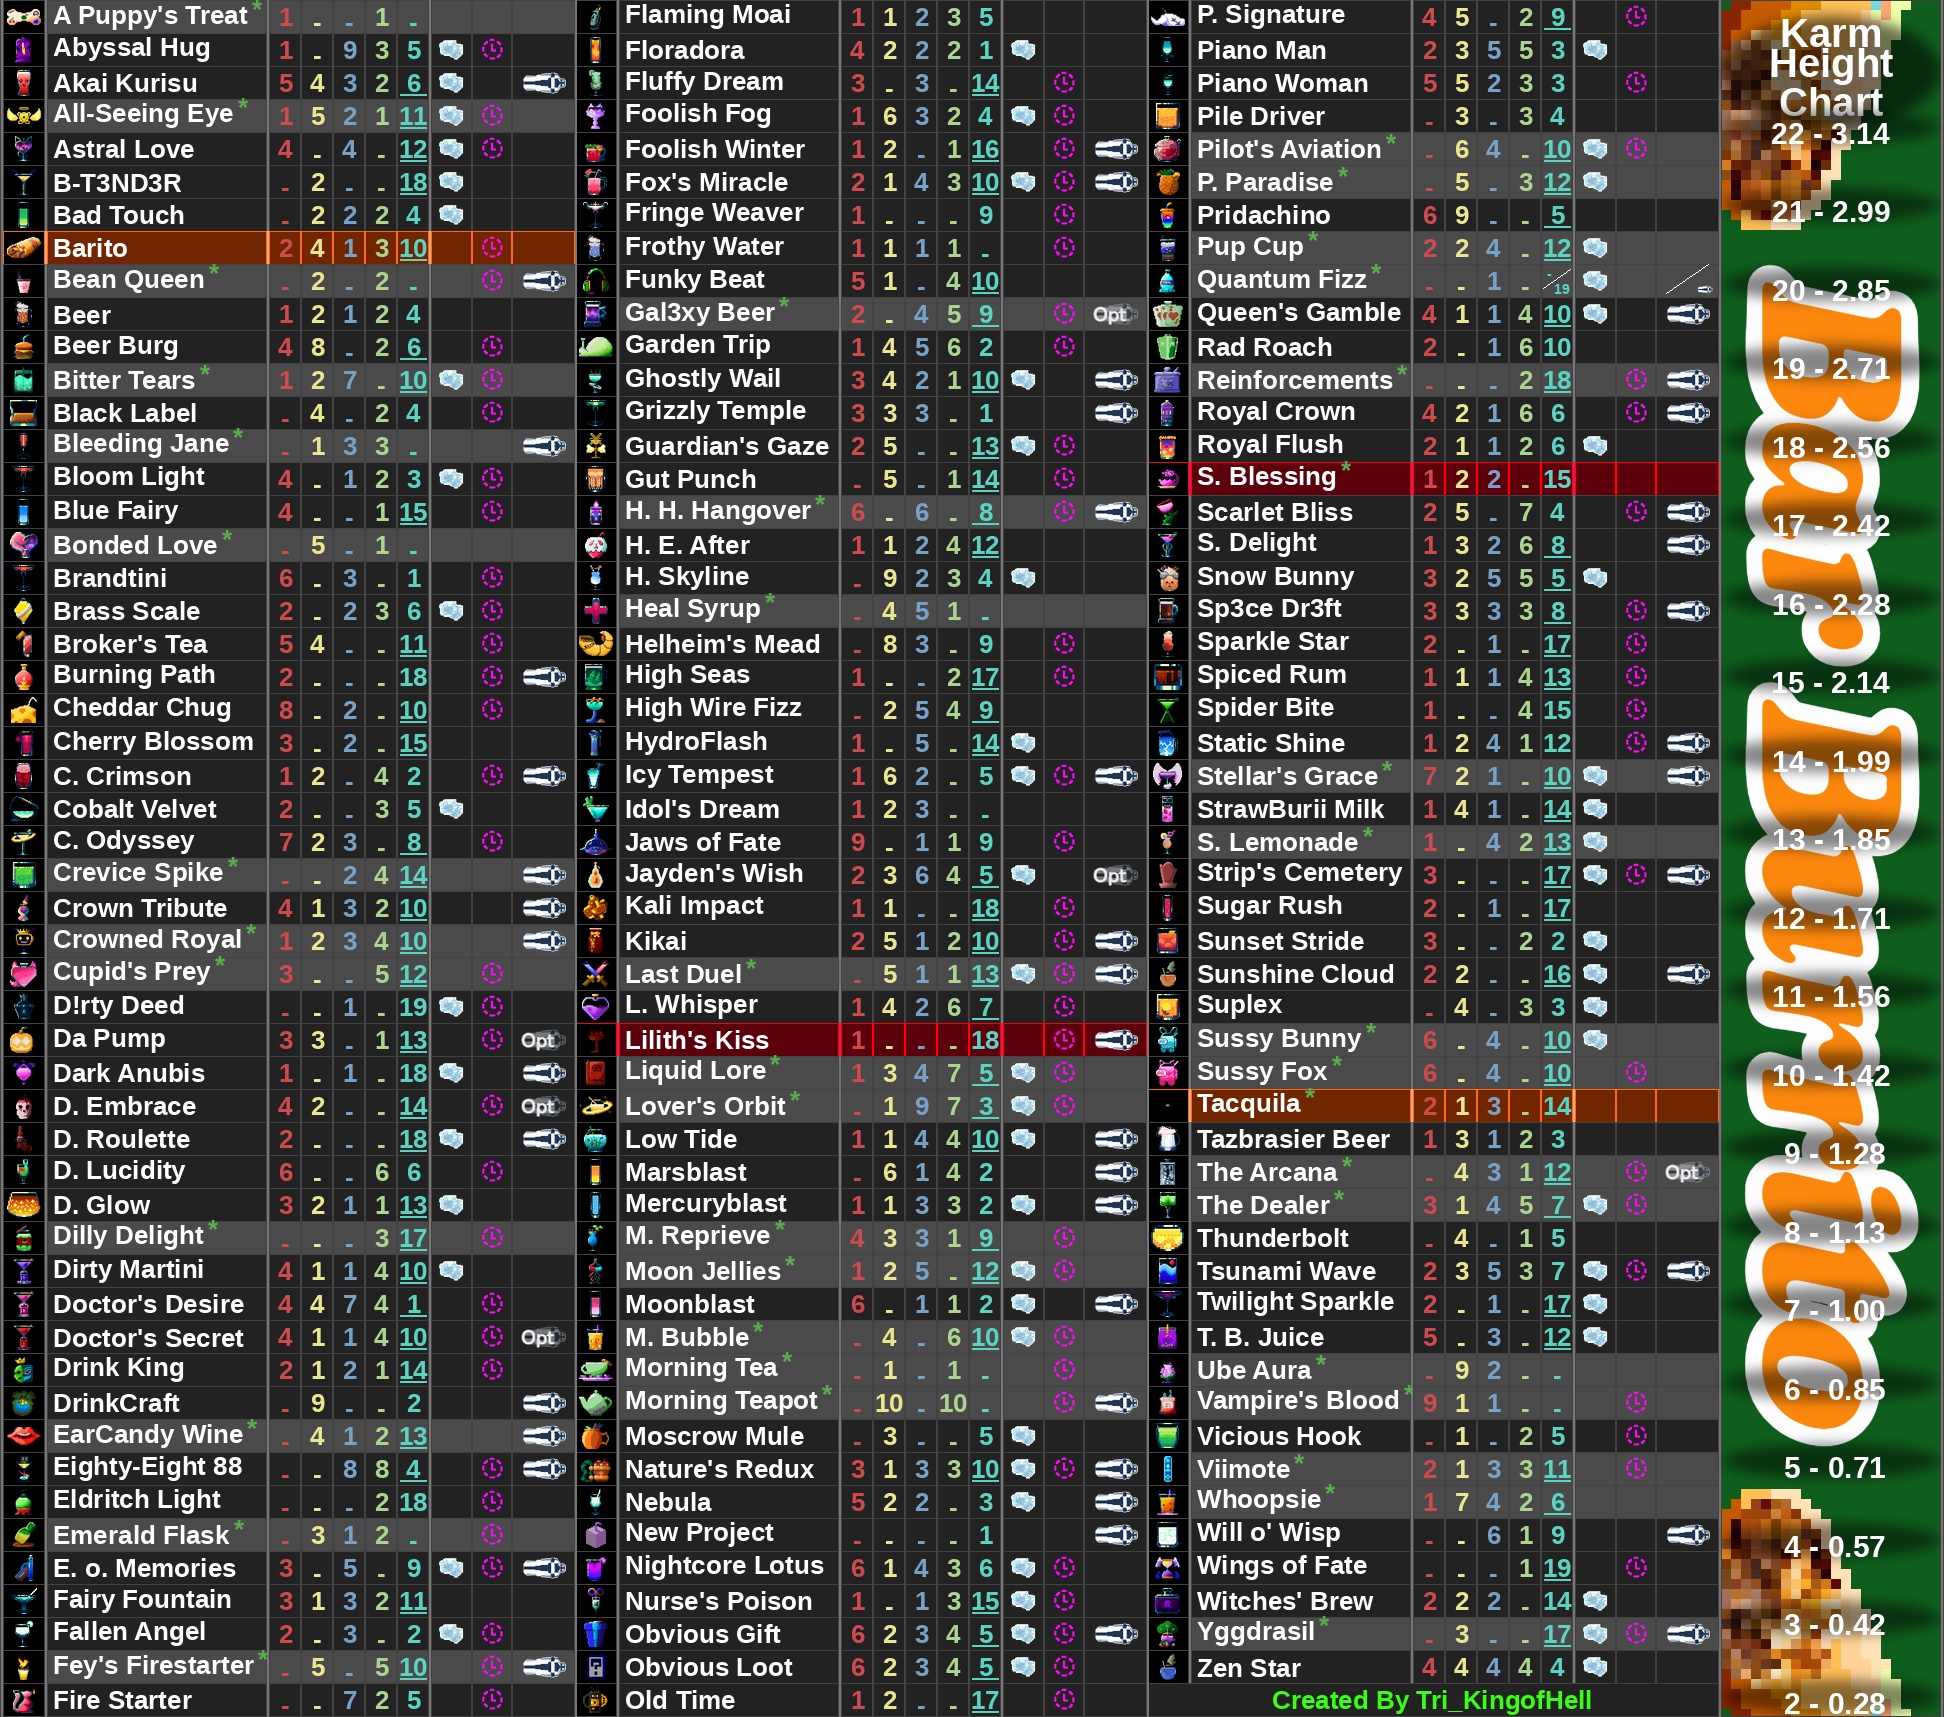 A Puppy's Treat * 1 - - 1 -
Abyssal Hug 1 - 9 3 5
Akai Kurisu 5 4 3 2 6
All-Seeing Eye * 1 5 2 1 11
Astral Love 4 - 4 - 12
B-T3ND3R - 2 - - 18
Bad Touch - 2 2 2 4
Barito 2 4 1 3 10
Bean Queen * - 2 - 2 -
Beer 1 2 1 2 4
Beer Burg 4 8 - 2 6
Bitter Tears * 1 2 7 - 10
Black Label - 4 - 2 4
Bleeding Jane * - 1 3 3 -
Bloom Light 4 - 1 2 3
Blue Fairy 4 - - 1 15
Bonded Love * - 5 - 1 -
Brandtini 6 - 3 - 1
Brass Scale 2 - 2 3 6
Broker's Tea 5 4 - - 11
Burning Path 2 - - - 18
Cheddar Chug 8 - 2 - 10
Cherry Blossom 3 - 2 - 15
C. Crimson 1 2 - 4 2
Cobalt Velvet 2 - - 3 5
C. Odyssey 7 2 3 - 8
Crevice Spike * - - 2 4 14
Crown Tribute 4 1 3 2 10
Crowned Royal * 1 2 3 4 10
Cupid's Prey * 3 - - 5 12
D!rty Deed - - 1 - 19
Da Pump 3 3 - 1 13 Opt
Dark Anubis 1 - 1 - 18
D. Embrace 4 2 - - 14 Opt
D. Roulette 2 - - - 18
D. Lucidity 6 - - 6 6
D. Glow 3 2 1 1 13
Dilly Delight * - - - 3 17
Dirty Martini 4 1 1 4 10
Doctor's Desire 4 4 7 4 1
Doctor's Secret 4 1 1 4 10 Opt
Drink King 2 1 2 1 14
DrinkCraft - 9 - - 2
EarCandy Wine * - 4 1 2 13
Eighty-Eight 88 - - 8 8 4
Eldritch Light - - - 2 18
Emerald Flask * - 3 1 2 -
E. o. Memories 3 - 5 - 9
Fairy Fountain 3 1 3 2 11
Fallen Angel 2 - 3 - 2
Fey's Firestarter * - 5 - 5 10
Fire Starter - - 7 2 5
Flaming Moai 1 1 2 3 5
Floradora 4 2 2 2 1
Fluffy Dream 3 - 3 - 14
Foolish Fog 1 6 3 2 4
Foolish Winter 1 2 - 1 16
Fox's Miracle 2 1 4 3 10
Fringe Weaver 1 - - - 9
Frothy Water 1 1 1 1 -
Funky Beat 5 1 - 4 10
Gal3xy Beer * 2 - 4 5 9 Opt
Garden Trip 1 4 5 6 2
Ghostly Wail 3 4 2 1 10
Grizzly Temple 3 3 3 - 1
Guardian's Gaze 2 5 - - 13
Gut Punch - 5 - 1 14
H. H. Hangover * 6 - 6 - 8
H. E. After 1 1 2 4 12
H. Skyline - 9 2 3 4
Heal Syrup * - 4 5 1 -
Helheim's Mead - 8 3 - 9
High Seas 1 - - 2 17
High Wire Fizz - 2 5 4 9
HydroFlash 1 - 5 - 14
Icy Tempest 1 6 2 - 5
Idol's Dream 1 2 3 - -
Jaws of Fate 9 - 1 1 9
Jayden's Wish 2 3 6 4 5 Opt
Kali Impact 1 1 - - 18
Kikai 2 5 1 2 10
Last Duel * - 5 1 1 13
L. Whisper 1 4 2 6 7
Lilith's Kiss 1 - - - 18
Liquid Lore * 1 3 4 7 5
Lover's Orbit * - 1 9 7 3
Low Tide 1 1 4 4 10
Marsblast - 6 1 4 2
Mercuryblast 1 1 3 3 2
M. Reprieve * 4 3 3 1 9
Moon Jellies * 1 2 5 - 12
Moonblast 6 - 1 1 2
M. Bubble * - 4 - 6 10
Morning Tea * - 1 - 1 -
Morning Teapot * - 10 - 10 -
Moscrow Mule - 3 - - 5
Nature's Redux 3 1 3 3 10
Nebula 5 2 2 - 3
New Project - - - - 1
Nightcore Lotus 6 1 4 3 6
Nurse's Poison 1 - 1 3 15
Obvious Gift 6 2 3 4 5
Obvious Loot 6 2 3 4 5
Old Time 1 2 - - 17
P. Signature 4 5 - 2 9
Piano Man 2 3 5 5 3
Piano Woman 5 5 2 3 3
Pile Driver - 3 - 3 4
Pilot's Aviation * - 6 4 - 10
P. Paradise * - 5 - 3 12
Pridachino 6 9 - - 5
Pup Cup * 2 2 4 - 12
Quantum Fizz * - - 1 - -/19
Queen's Gamble 4 1 1 4 10
Rad Roach 2 - 1 6 10
Reinforcements * - - - 2 18
Royal Crown 4 2 1 6 6
Royal Flush 2 1 1 2 6
S. Blessing * 1 2 2 - 15
Scarlet Bliss 2 5 - 7 4
S. Delight 1 3 2 6 8
Snow Bunny 3 2 5 5 5
Sp3ce Dr3ft 3 3 3 3 8
Sparkle Star 2 - 1 - 17
Spiced Rum 1 1 1 4 13
Spider Bite 1 - - 4 15
Static Shine 1 2 4 1 12
Stellar's Grace * 7 2 1 - 10
StrawBurii Milk 1 4 1 - 14
S. Lemonade * 1 - 4 2 13
Strip's Cemetery 3 - - - 17
Sugar Rush 2 - 1 - 17
Sunset Stride 3 - - 2 2
Sunshine Cloud 2 2 - - 16
Suplex - 4 - 3 3
Sussy Bunny * 6 - 4 - 10
Sussy Fox * 6 - 4 - 10
Tacquila * 2 1 3 - 14
Tazbrasier Beer 1 3 1 2 3
The Arcana * - 4 3 1 12 Opt
The Dealer * 3 1 4 5 7
Thunderbolt - 4 - 1 5
Tsunami Wave 2 3 5 3 7
Twilight Sparkle 2 - 1 - 17
T. B. Juice 5 - 3 - 12
Ube Aura * - 9 2 - -
Vampire's Blood * 9 1 1 - -
Vicious Hook - 1 - 2 5
Viimote * 2 1 3 3 11
Whoopsie * 1 7 4 2 6
Will o' Wisp - - 6 1 9
Wings of Fate - - - 1 19
Witches' Brew 2 2 2 - 14
Yggdrasil * - 3 - - 17
Zen Star 4 4 4 4 4
Created By Tri_KingofHell
Karm
Height
Chart
22 - 3.14
21 - 2.99
20 - 2.85
19 - 2.71
18 - 2.56
17 - 2.42
16 - 2.28
15 - 2.14
14 - 1.99
13 - 1.85
12 - 1.71
11 - 1.56
10 - 1.42
9 - 1.28
8 - 1.13
7 - 1.00
6 - 0.85
5 - 0.71
4 - 0.57
3 - 0.42
2 - 0.28
Bar Burrito